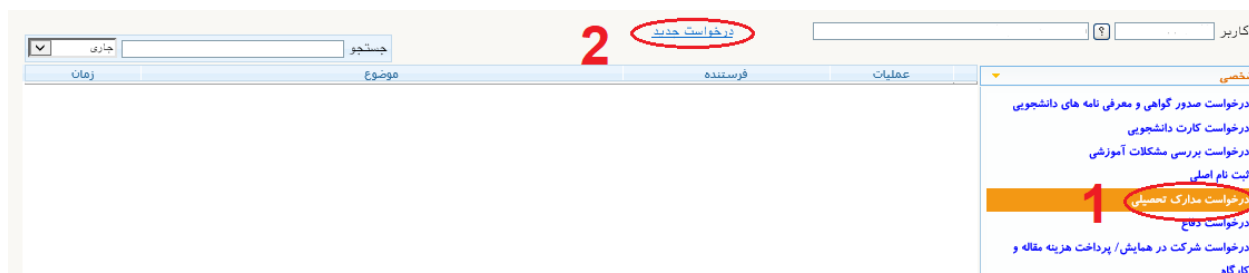 کاربر ؟ درخواست جدید 2
جستجو جاری
شخصی
عملیات فرستنده موضوع زمان
درخواست صدور گواهی و معرفی نامه های دانشجویی
درخواست کارت دانشجویی
درخواست بررسی مشکلات آموزشی
ثبت نام اصلی
درخواست مدارک تحصیلی 1
درخواست دفاع
درخواست شرکت در همایش/ پرداخت هزینه مقاله و
کارگاه